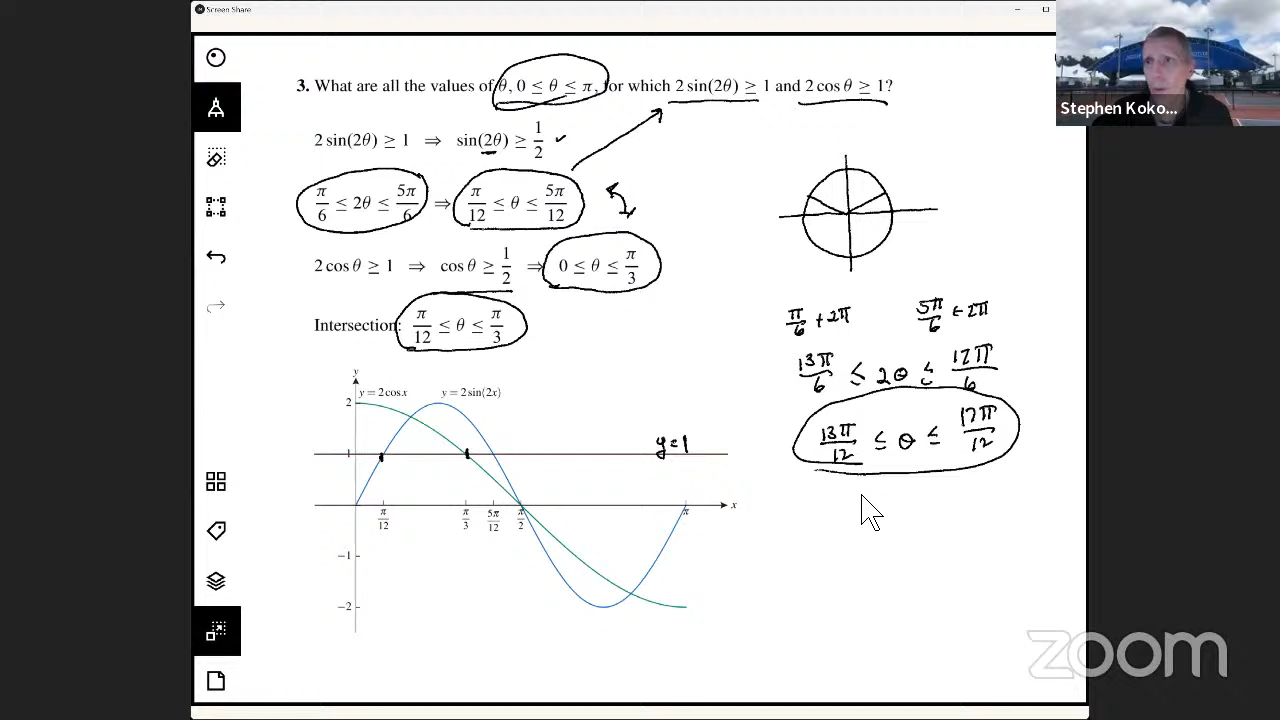 Screen Share
3. What are all the values of θ, 0 ≤ θ ≤ π, for which 2 sin(2θ) ≥ 1 and 2 cos θ ≥ 1?
2 sin(2θ) ≥ 1 ⇒ sin(2θ) ≥ 1/2
π/6 ≤ 2θ ≤ 5π/6 ⇒ π/12 ≤ θ ≤ 5π/12
2 cos θ ≥ 1 ⇒ cos θ ≥ 1/2 ⇒ 0 ≤ θ ≤ π/3
Intersection: π/12 ≤ θ ≤ π/3
y
y = 2 cos x
y = 2 sin(2x)
2
1
y=1
π/12
π/3
5π/12
π/2
π
x
−1
−2
π/6 + 2π
5π/6 + 2π
13π/6 ≤ 2θ ≤ 17π/6
13π/12 ≤ θ ≤ 17π/12
Stephen Koko...
zoom